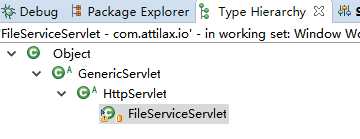 Debug Package Explorer Type Hierarchy
'FileServiceServlet - com.attilax.io' - in working set: Window Wo
Object
GenericServlet
HttpServlet
FileServiceServlet